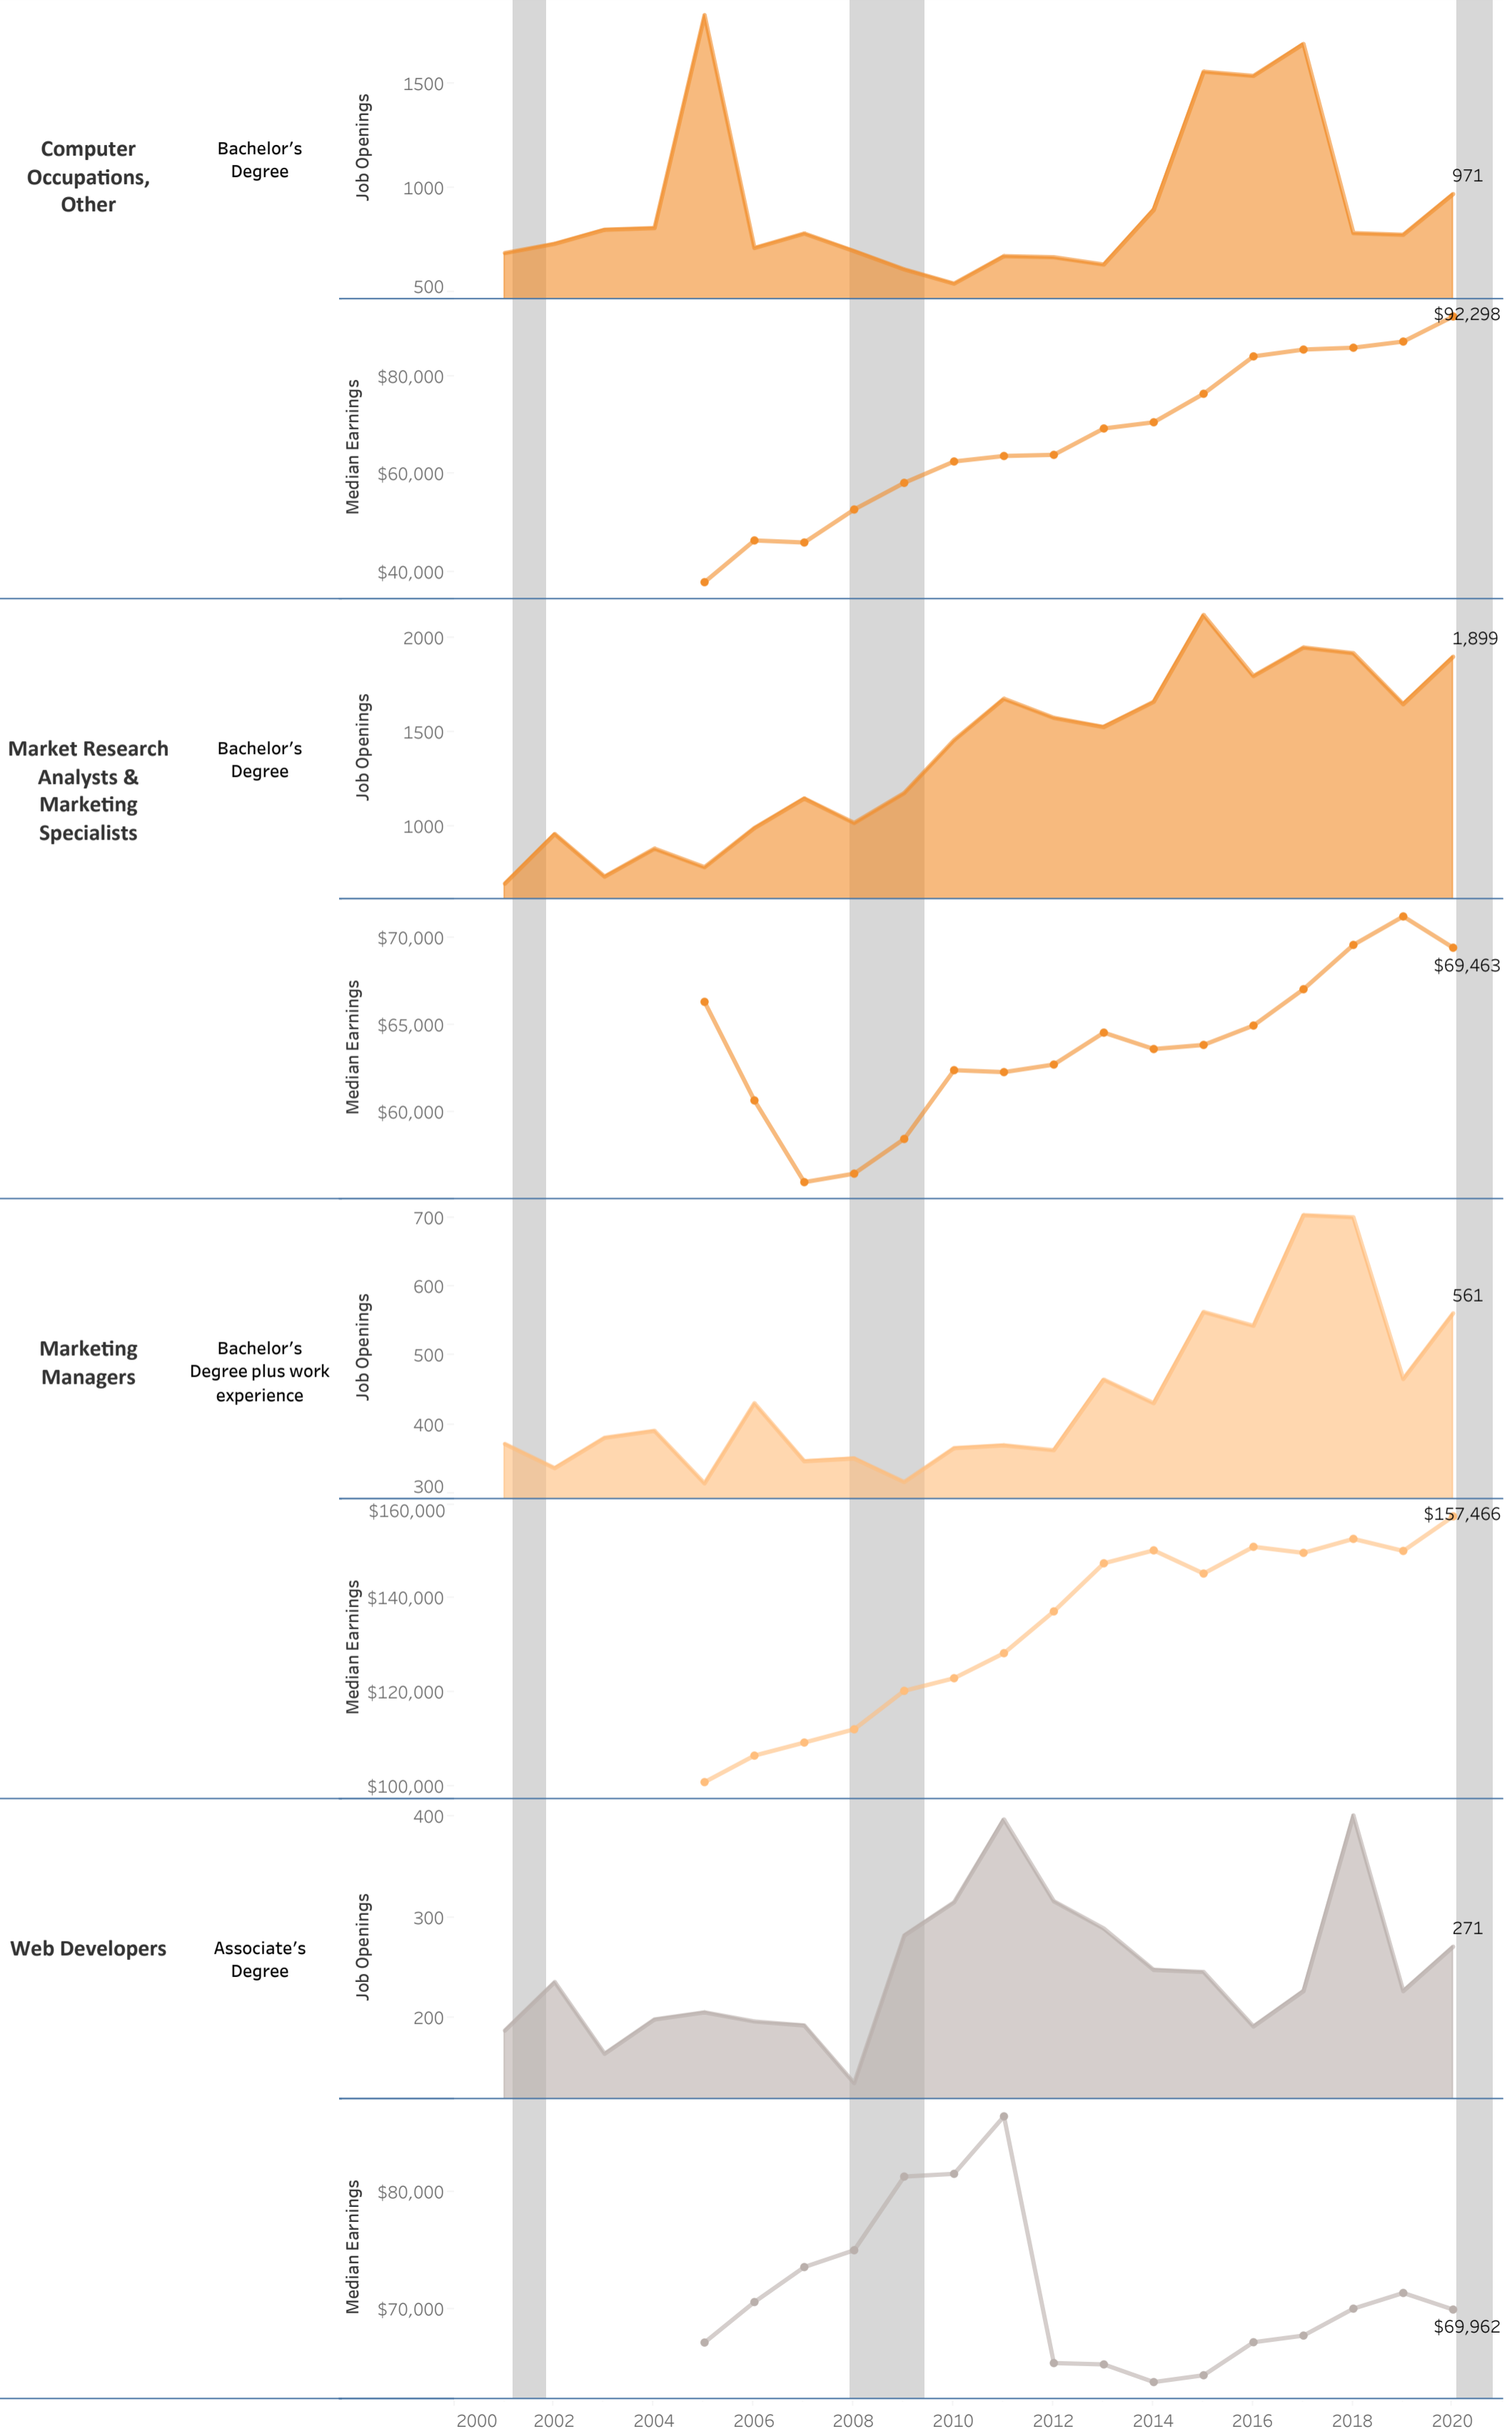 Computer
Occupations,
Other
Bachelor's
Degree
Job Openings
1500
1000
500
971
Median Earnings
$80,000
$60,000
$40,000
$92,298
Market Research
Analysts &
Marketing
Specialists
Bachelor's
Degree
Job Openings
2000
1500
1000
1,899
Median Earnings
$70,000
$65,000
$60,000
$69,463
Marketing
Managers
Bachelor's
Degree plus work
experience
Job Openings
700
600
500
400
300
561
Median Earnings
$160,000
$140,000
$120,000
$100,000
$157,466
Web Developers
Associate's
Degree
Job Openings
400
300
200
271
Median Earnings
$80,000
$70,000
$69,962
2000 2002 2004 2006 2008 2010 2012 2014 2016 2018 2020